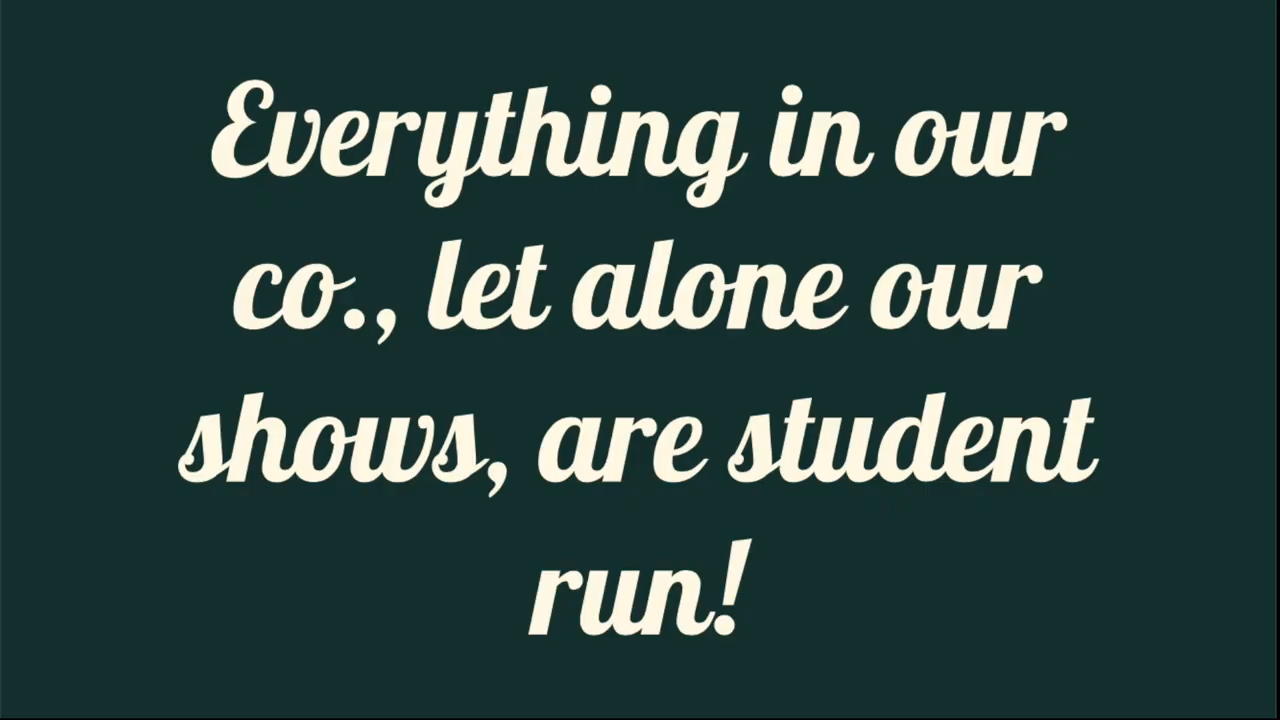 Everything in our
co., let alone our
shows, are student
run!